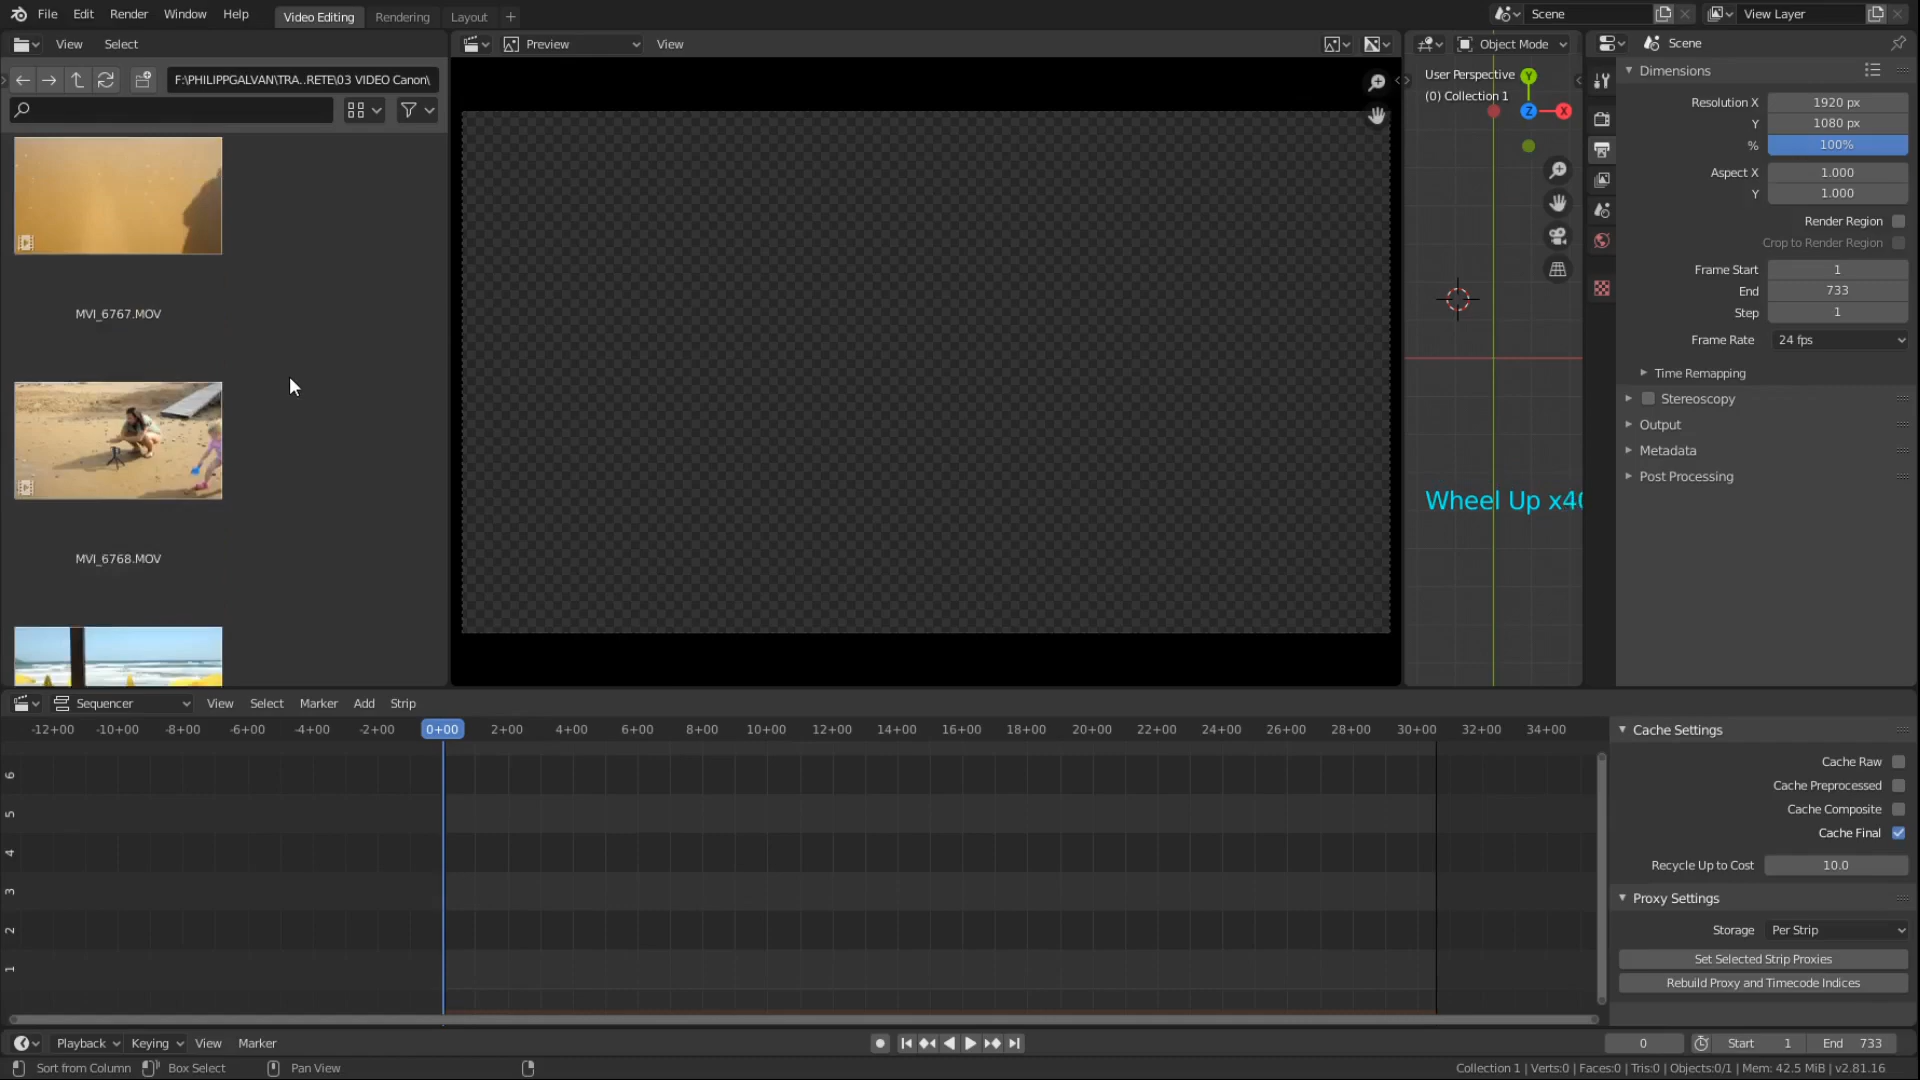 File Edit Render Window Help Video Editing Rendering Layout + Scene View Layer
View Select Preview View Object Mode Scene
F:\PHILIPPGALVAN\TRA..RETE\03 VIDEO Canon\
MVI_6767.MOV
MVI_6768.MOV
User Perspective
(0) Collection 1
Y
Z X
Wheel Up x40
Dimensions
Resolution X 1920 px
Y 1080 px
% 100%
Aspect X 1.000
Y 1.000
Render Region
Crop to Render Region
Frame Start 1
End 733
Step 1
Frame Rate 24 fps
Time Remapping
Stereoscopy
Output
Metadata
Post Processing
Sequencer View Select Marker Add Strip
-12+00 -10+00 -8+00 -6+00 -4+00 -2+00 0+00 2+00 4+00 6+00 8+00 10+00 12+00 14+00 16+00 18+00 20+00 22+00 24+00 26+00 28+00 30+00 32+00 34+00
6
5
4
3
2
1
Cache Settings
Cache Raw
Cache Preprocessed
Cache Composite
Cache Final
Recycle Up to Cost 10.0
Proxy Settings
Storage Per Strip
Set Selected Strip Proxies
Rebuild Proxy and Timecode Indices
Playback Keying View Marker 0 Start 1 End 733
Sort from Column Box Select Pan View Collection 1 | Verts:0 | Faces:0 | Tris:0 | Objects:0/1 | Mem: 42.5 MiB | v2.81.16